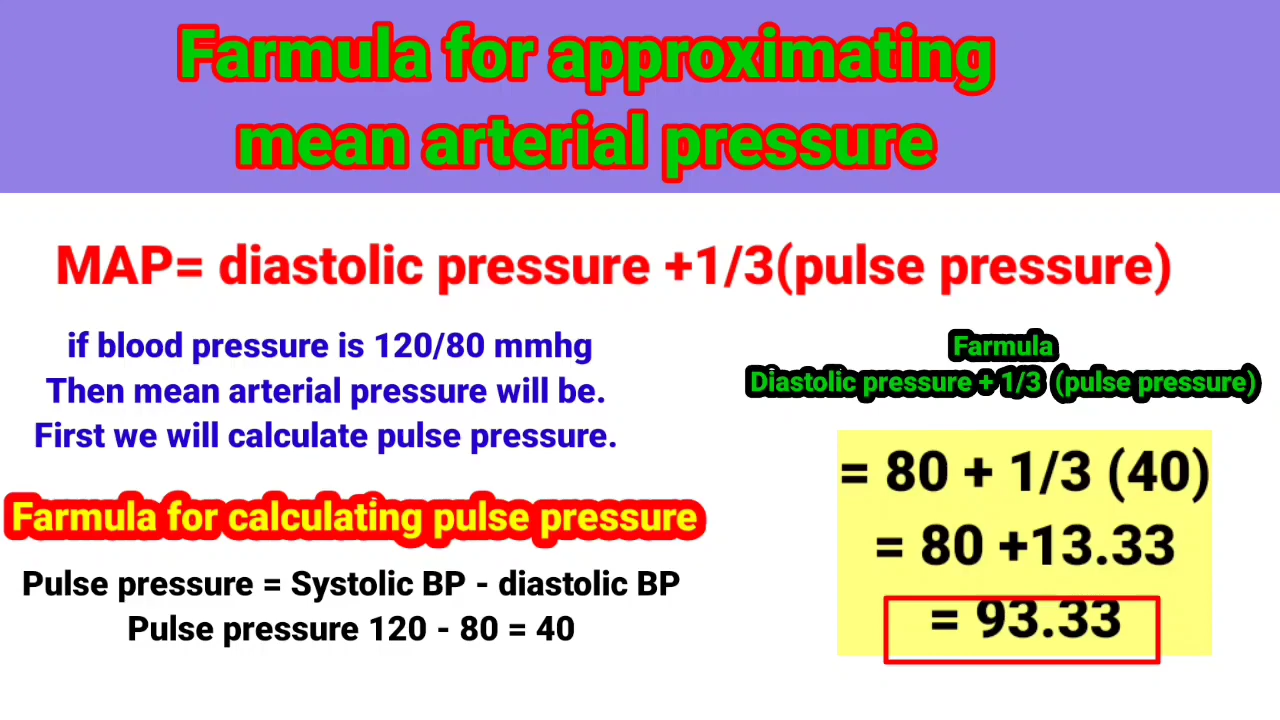 Farmula for approximating
mean arterial pressure
MAP= diastolic pressure +1/3(pulse pressure)
if blood pressure is 120/80 mmhg
Then mean arterial pressure will be.
First we will calculate pulse pressure.
Farmula for calculating pulse pressure
Pulse pressure = Systolic BP - diastolic BP
Pulse pressure 120 - 80 = 40
Farmula
Diastolic pressure + 1/3 (pulse pressure)
= 80 + 1/3 (40)
= 80 +13.33
= 93.33